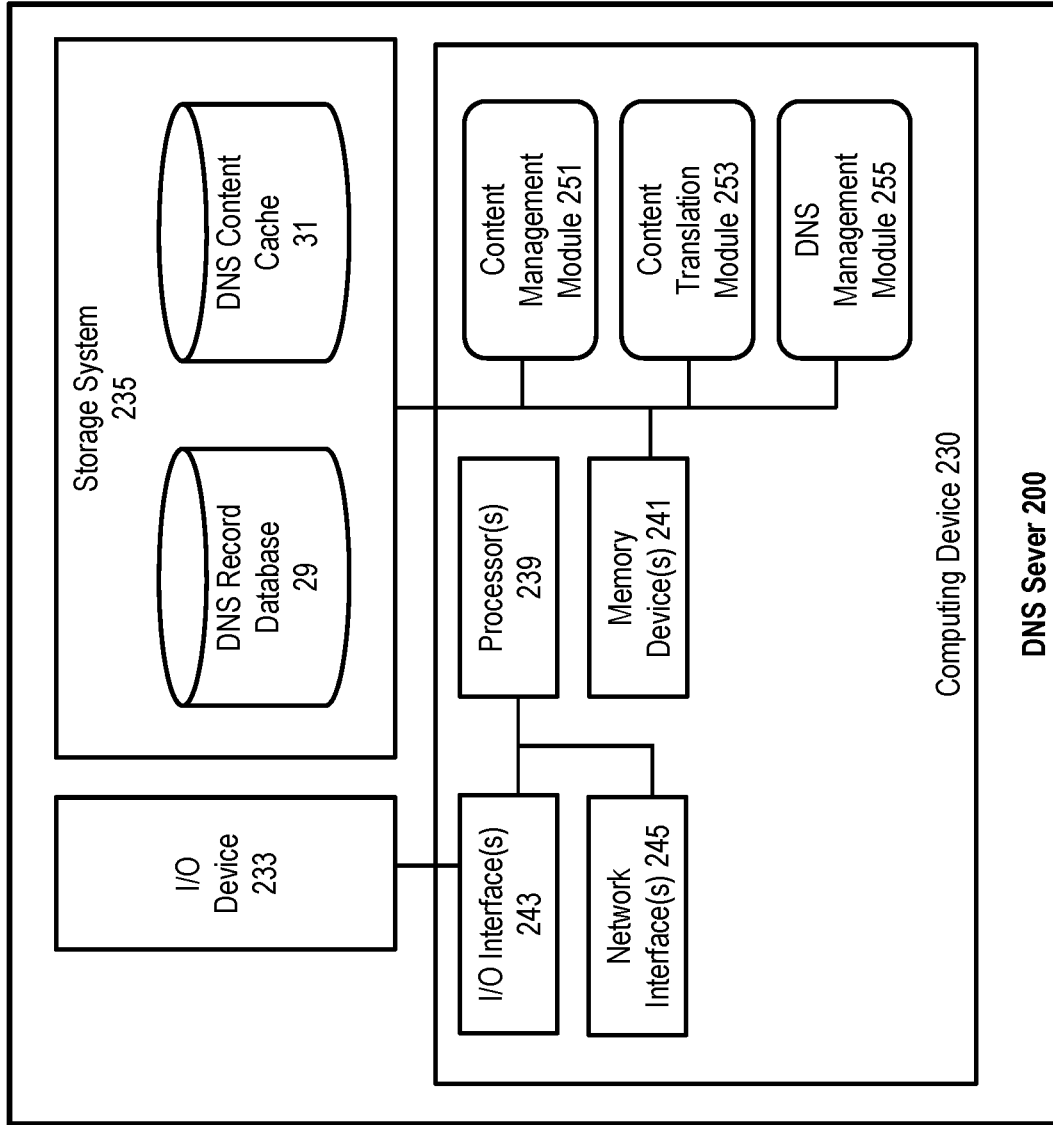 Storage System
235
DNS Record
Database
29
DNS Content
Cache
31
I/O
Device
233
I/O Interface(s)
243
Network
Interface(s) 245
Processor(s)
239
Memory
Device(s) 241
Content
Management
Module 251
Content
Translation
Module 253
DNS
Management
Module 255
Computing Device 230
DNS Sever 200